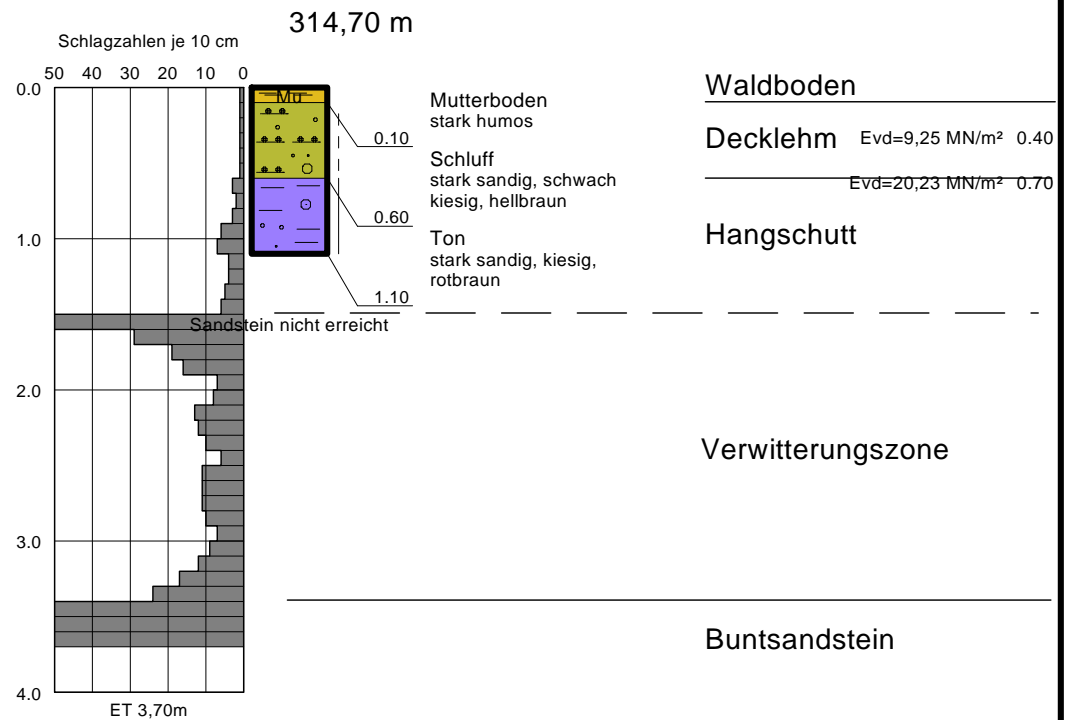 314,70 m
Schlagzahlen je 10 cm
50 40 30 20 10 0
0.0
1.0
2.0
3.0
4.0
ET 3,70m
Mu
0.10
0.60
1.10
Mutterboden
stark humos
Schluff
stark sandig, schwach
kiesig, hellbraun
Ton
stark sandig, kiesig,
rotbraun
Sandstein nicht erreicht
Waldboden
Decklehm Evd=9,25 MN/m² 0.40
Evd=20,23 MN/m² 0.70
Hangschutt
Verwitterungszone
Buntsandstein